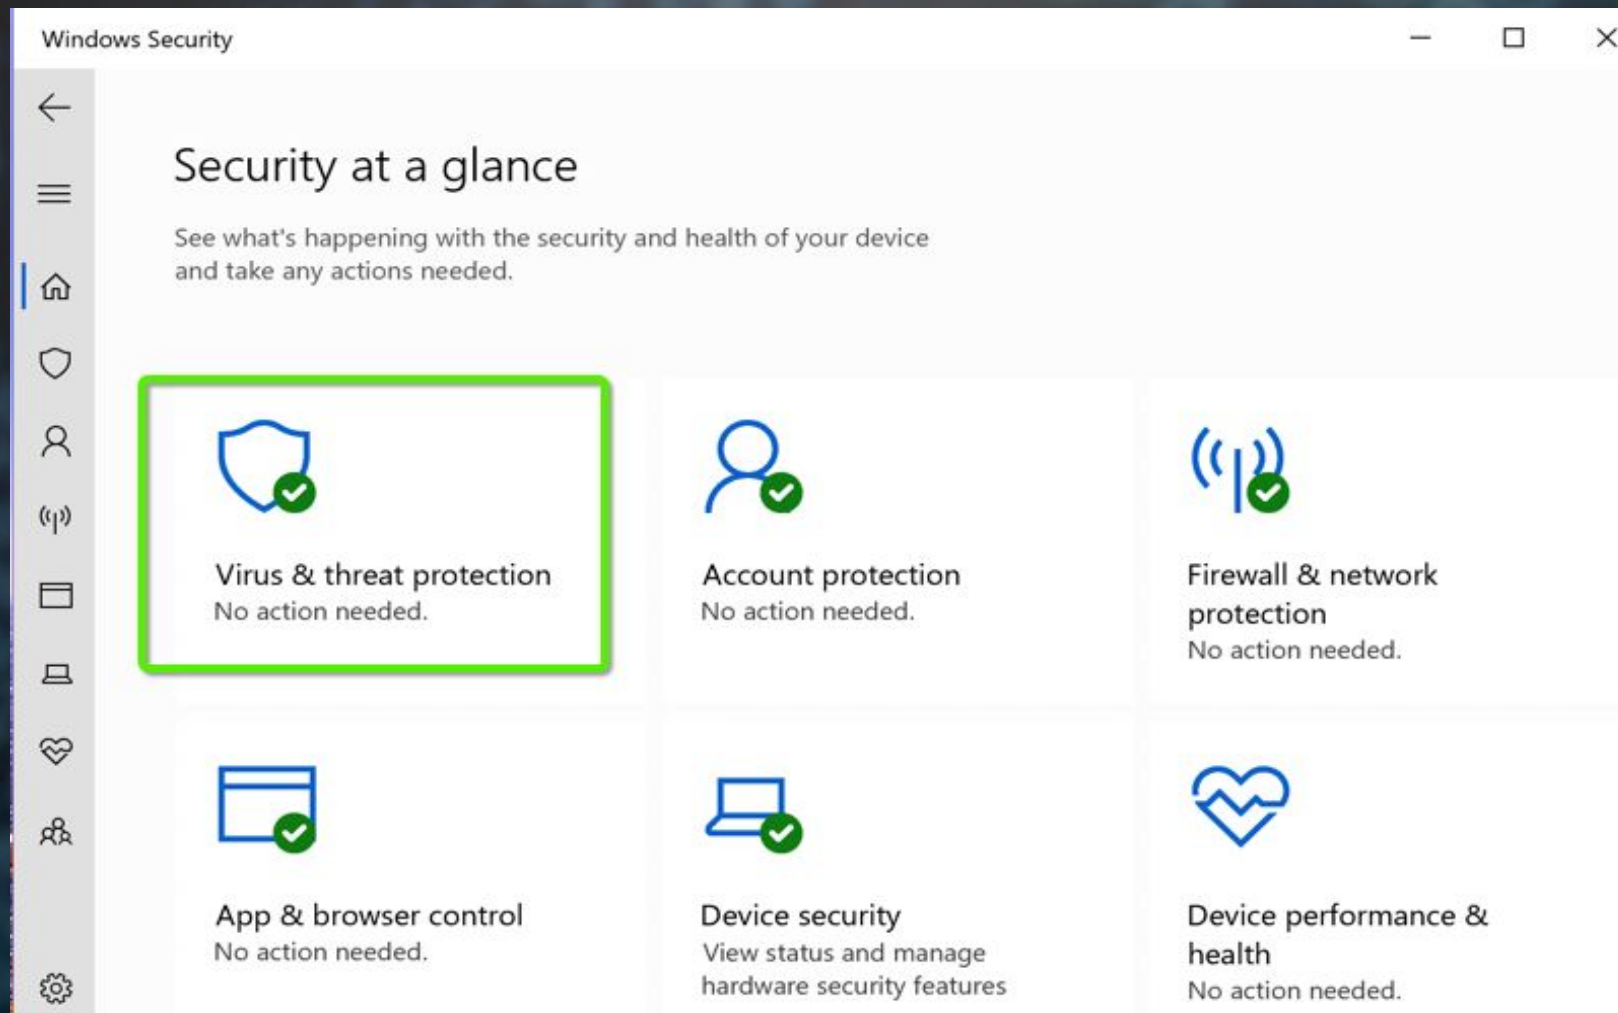 Windows Security
Security at a glance
See what's happening with the security and health of your device
and take any actions needed.
Virus & threat protection
No action needed.
Account protection
No action needed.
Firewall & network
protection
No action needed.
App & browser control
No action needed.
Device security
View status and manage
hardware security features
Device performance &
health
No action needed.